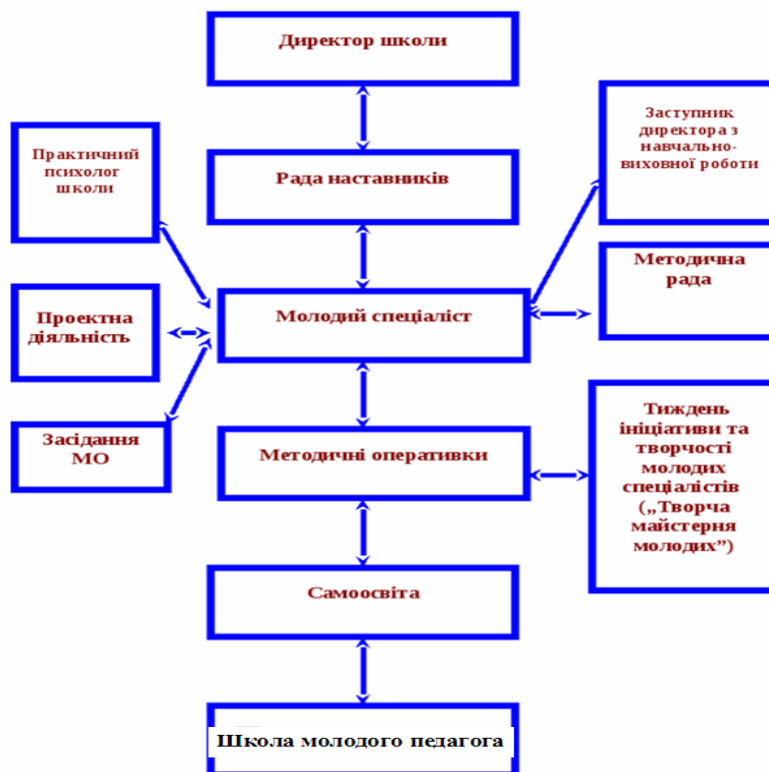 Директор школи
Заступник
директора з
навчально-
виховної роботи
Практичний
психолог
школи
Рада наставників
Методична
рада
Молодий спеціаліст
Проектна
діяльність
Тиждень
ініціативи та
творчості
молодих
спеціалістів
(„Творча
майстерня
молодих”)
Засідання
МО
Методичні оперативки
Самоосвіта
Школа молодого педагога